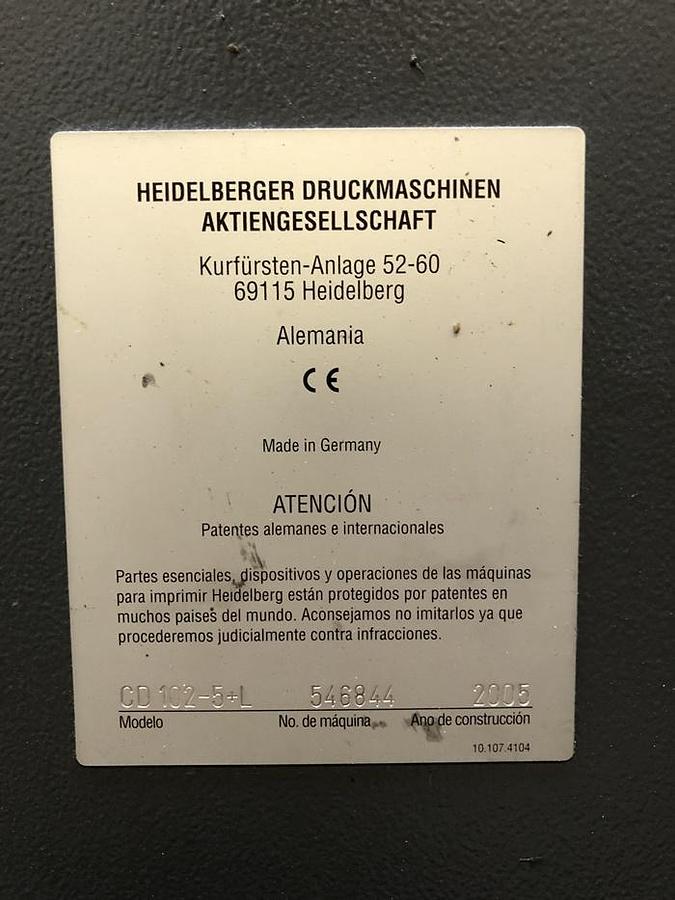 HEIDELBERGER DRUCKMASCHINEN
AKTIENGESELLSCHAFT
Kurfürsten-Anlage 52-60
69115 Heidelberg
Alemania
CE
Made in Germany
ATENCIÓN
Patentes alemanes e internacionales
Partes esenciales, dispositivos y operaciones de las máquinas
para imprimir Heidelberg están protegidos por patentes en
muchos paises del mundo. Aconsejamos no imitarlos ya que
procederemos judicialmente contra infracciones.
CD 102-5+L 546844 2005
Modelo No. de máquina Ano de construcción
10.107.4104